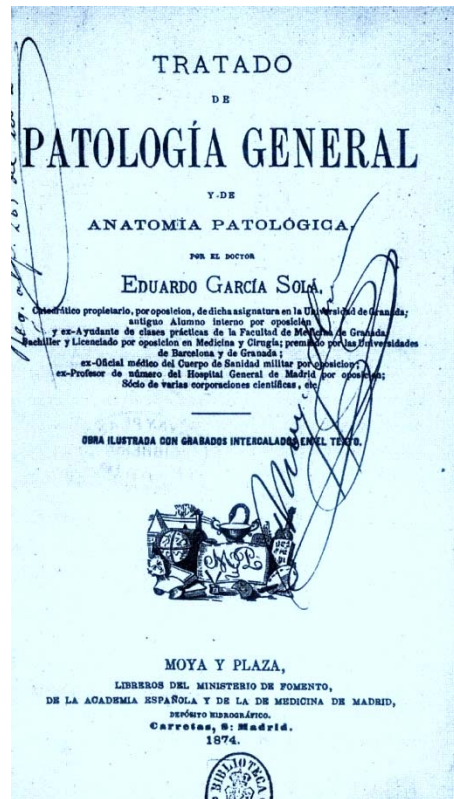 TRATADO
DE
PATOLOGÍA GENERAL
Y DE
ANATOMÍA PATOLÓGICA,
POR EL DOCTOR
EDUARDO GARCÍA SOLÁ,
Catedrático propietario, por oposicion, de dicha asignatura en la Universidad de Granada;
antiguo Alumno interno por oposicion
y ex-Ayudante de clases prácticas de la Facultad de Medicina de Granada;
Bachiller y Licenciado por oposicion en Medicina y Cirugía; premiado por las Universidades
de Barcelona y de Granada;
ex-Oficial médico del Cuerpo de Sanidad militar por oposicion;
ex-Profesor de número del Hospital General de Madrid por oposicion;
Sócio de varias corporaciones científicas, etc.
OBRA ILUSTRADA CON GRABADOS INTERCALADOS EN EL TEXTO.
MOYA Y PLAZA,
LIBREROS DEL MINISTERIO DE FOMENTO,
DE LA ACADEMIA ESPAÑOLA Y DE LA DE MEDICINA DE MADRID,
DEPÓSITO HIDROGRÁFICO.
Carretas, 8: Madrid.
1874.
BIBLIOTECA